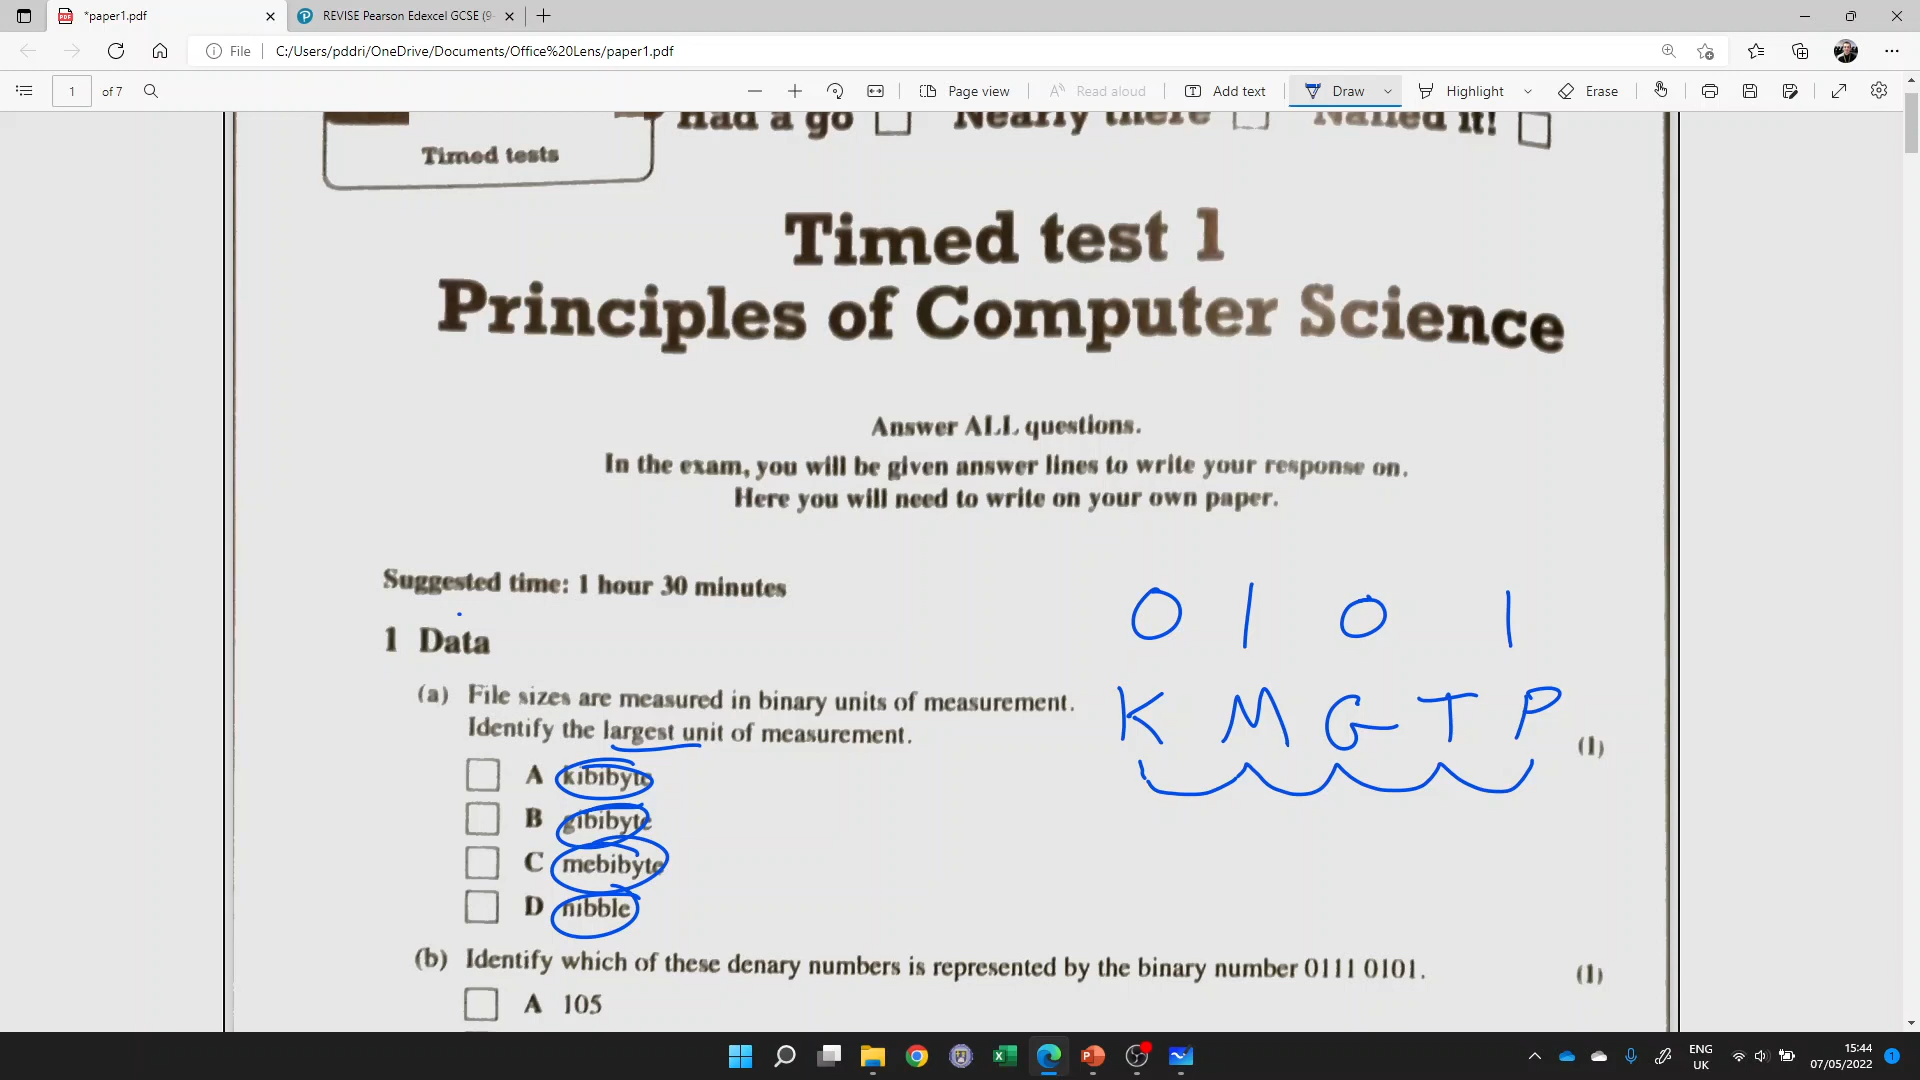 *paper1.pdf
REVISE Pearson Edexcel GCSE (9-
File C:/Users/pddri/OneDrive/Documents/Office%20Lens/paper1.pdf
1 of 7 Page view Read aloud Add text Draw Highlight Erase
Had a go Nearly there Nailed it!
Timed tests
Timed test 1
Principles of Computer Science
Answer ALL questions.
In the exam, you will be given answer lines to write your response on.
Here you will need to write on your own paper.
Suggested time: 1 hour 30 minutes
0 1 0 1
1 Data
(a) File sizes are measured in binary units of measurement.
K M G T P
Identify the largest unit of measurement. (1)
A kibibyte
B gibibyte
C mebibyte
D nibble
(b) Identify which of these denary numbers is represented by the binary number 0111 0101. (1)
A 105
ENG
UK
15:44
07/05/2022
1